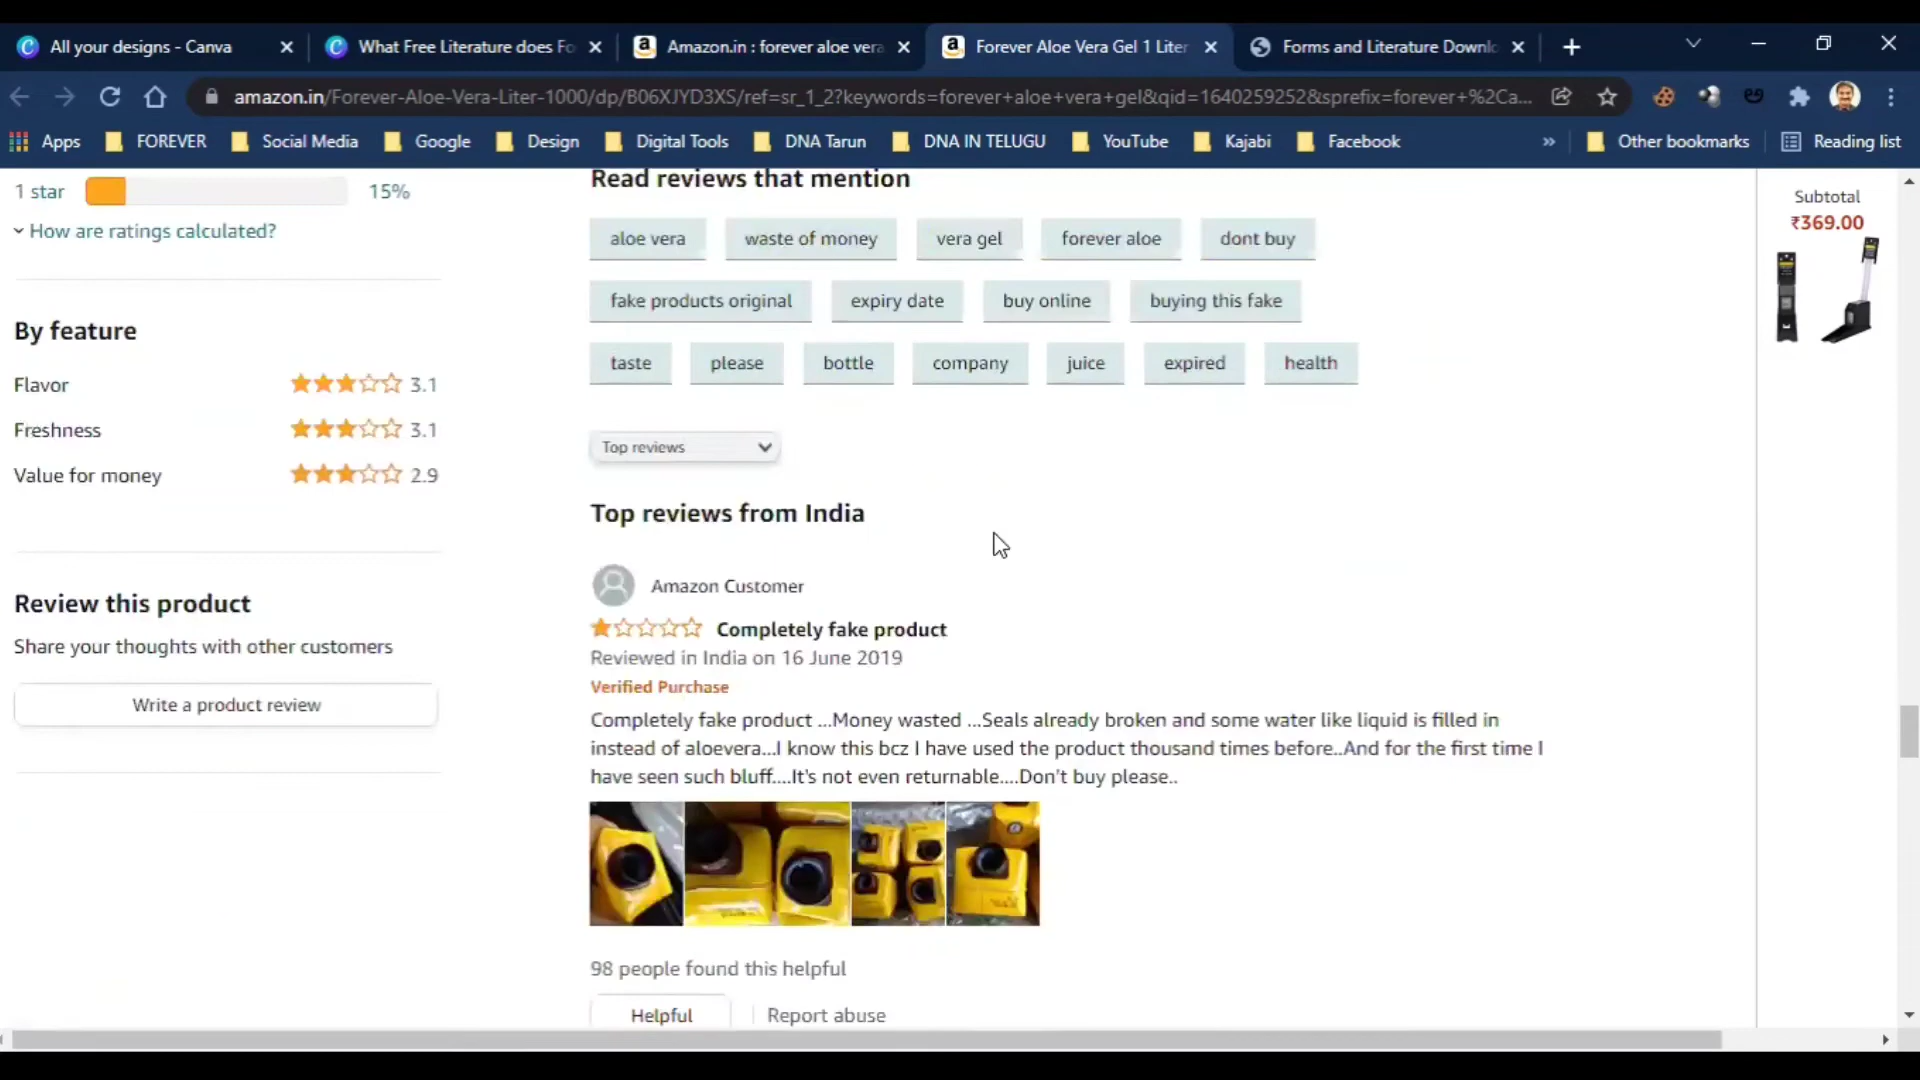 All your designs - Canva
What Free Literature does Fo
Amazon.in : forever aloe vera
Forever Aloe Vera Gel 1 Liter
Forms and Literature Downl
amazon.in/Forever-Aloe-Vera-Liter-1000/dp/B06XJYD3XS/ref=sr_1_2?keywords=forever+aloe+vera+gel&qid=1640259252&sprefix=forever+%2Ca...
Apps
FOREVER
Social Media
Google
Design
Digital Tools
DNA Tarun
DNA IN TELUGU
YouTube
Kajabi
Facebook
»
Other bookmarks
Reading list
1 star 15%
How are ratings calculated?
By feature
Flavor 3.1
Freshness 3.1
Value for money 2.9
Review this product
Share your thoughts with other customers
Write a product review
Read reviews that mention
aloe vera waste of money vera gel forever aloe dont buy
fake products original expiry date buy online buying this fake
taste please bottle company juice expired health
Top reviews
Top reviews from India
Amazon Customer
Completely fake product
Reviewed in India on 16 June 2019
Verified Purchase
Completely fake product ...Money wasted ...Seals already broken and some water like liquid is filled in
instead of aloevera...I know this bcz I have used the product thousand times before..And for the first time I
have seen such bluff....It's not even returnable....Don't buy please..
98 people found this helpful
Helpful
Report abuse
Subtotal
₹369.00